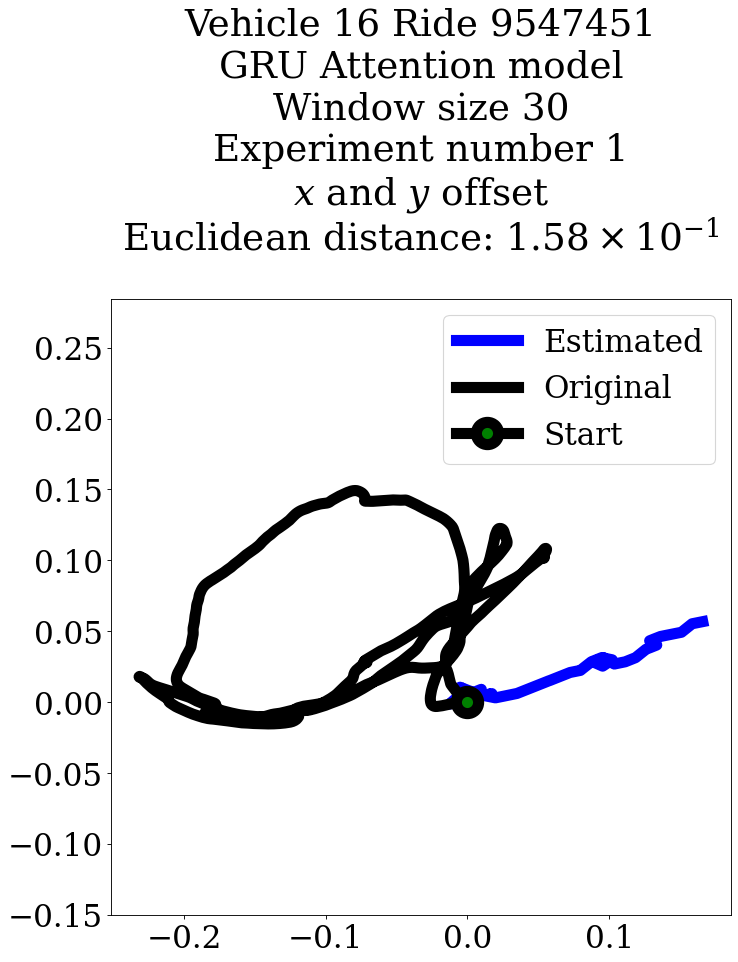 Vehicle 16 Ride 9547451
GRU Attention model
Window size 30
Experiment number 1
x and y offset
Euclidean distance: 1.58 × 10⁻¹
Estimated
Original
Start
0.25
0.20
0.15
0.10
0.05
0.00
−0.05
−0.10
−0.15
−0.2 −0.1 0.0 0.1